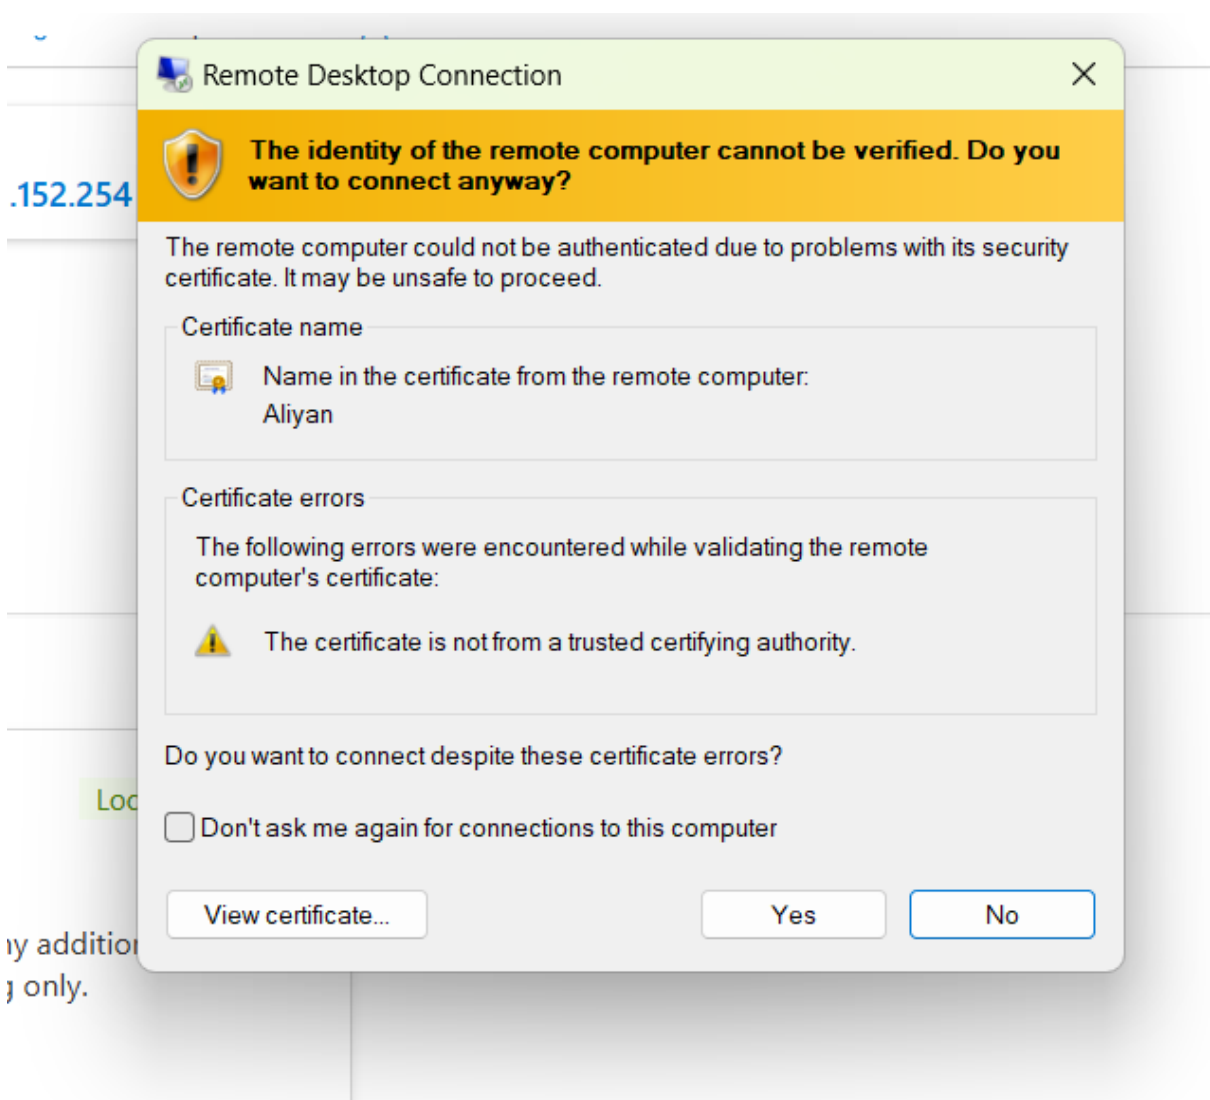 Remote Desktop Connection
The identity of the remote computer cannot be verified. Do you
want to connect anyway?
.152.254
The remote computer could not be authenticated due to problems with its security
certificate. It may be unsafe to proceed.
Certificate name
Name in the certificate from the remote computer:
Aliyan
Certificate errors
The following errors were encountered while validating the remote
computer's certificate:
The certificate is not from a trusted certifying authority.
Do you want to connect despite these certificate errors?
Loc
Don't ask me again for connections to this computer
View certificate...
Yes
No
ny addition
g only.